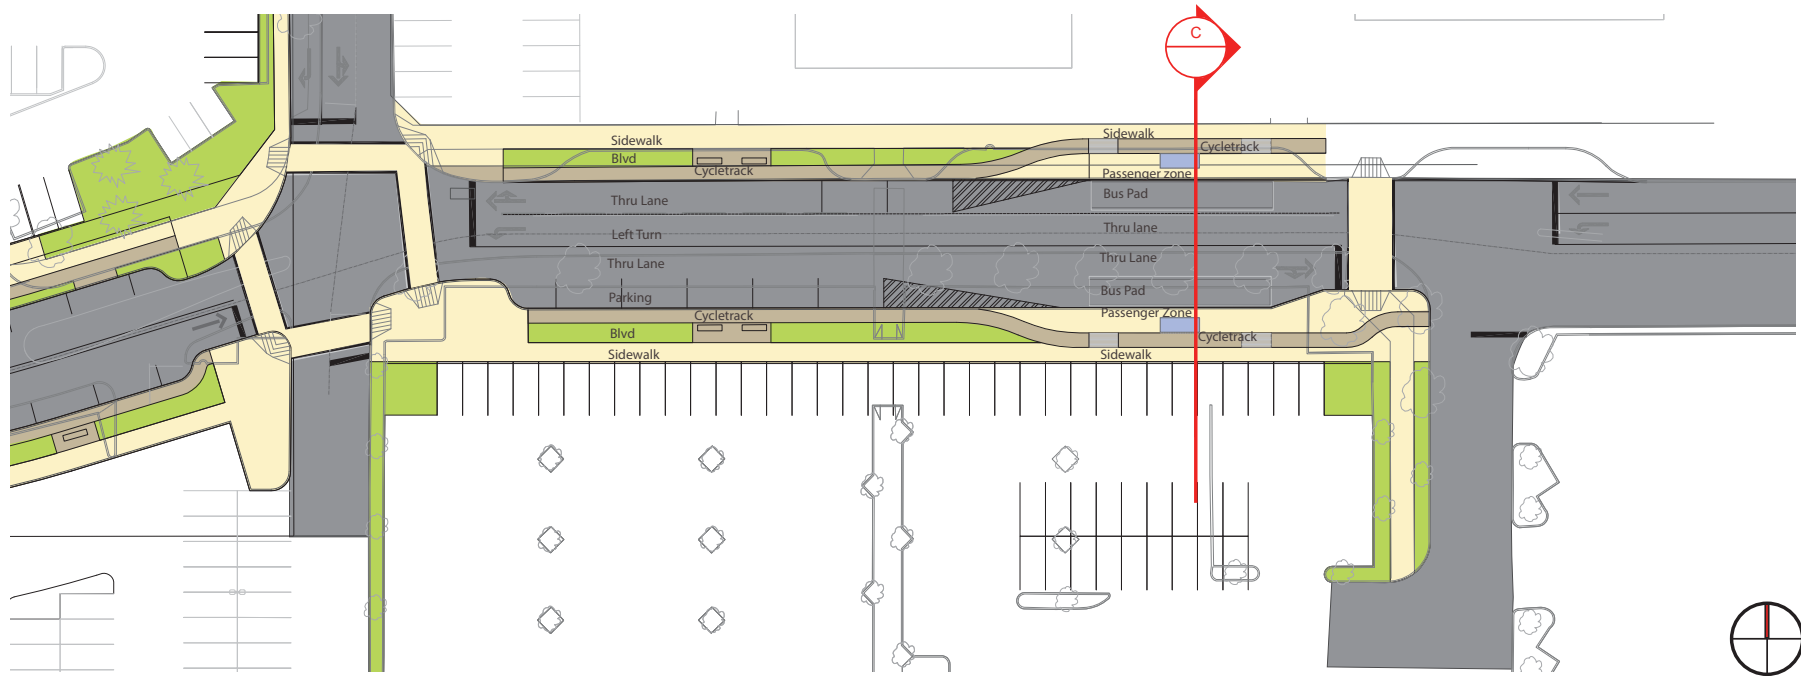 C
Sidewalk
Sidewalk
Cycletrack
Blvd
Cycletrack
Passenger zone
Thru Lane
Bus Pad
Left Turn
Thru lane
Thru Lane
Thru Lane
Parking
Bus Pad
Cycletrack
Passenger Zone
Blvd
Cycletrack
Sidewalk
Sidewalk